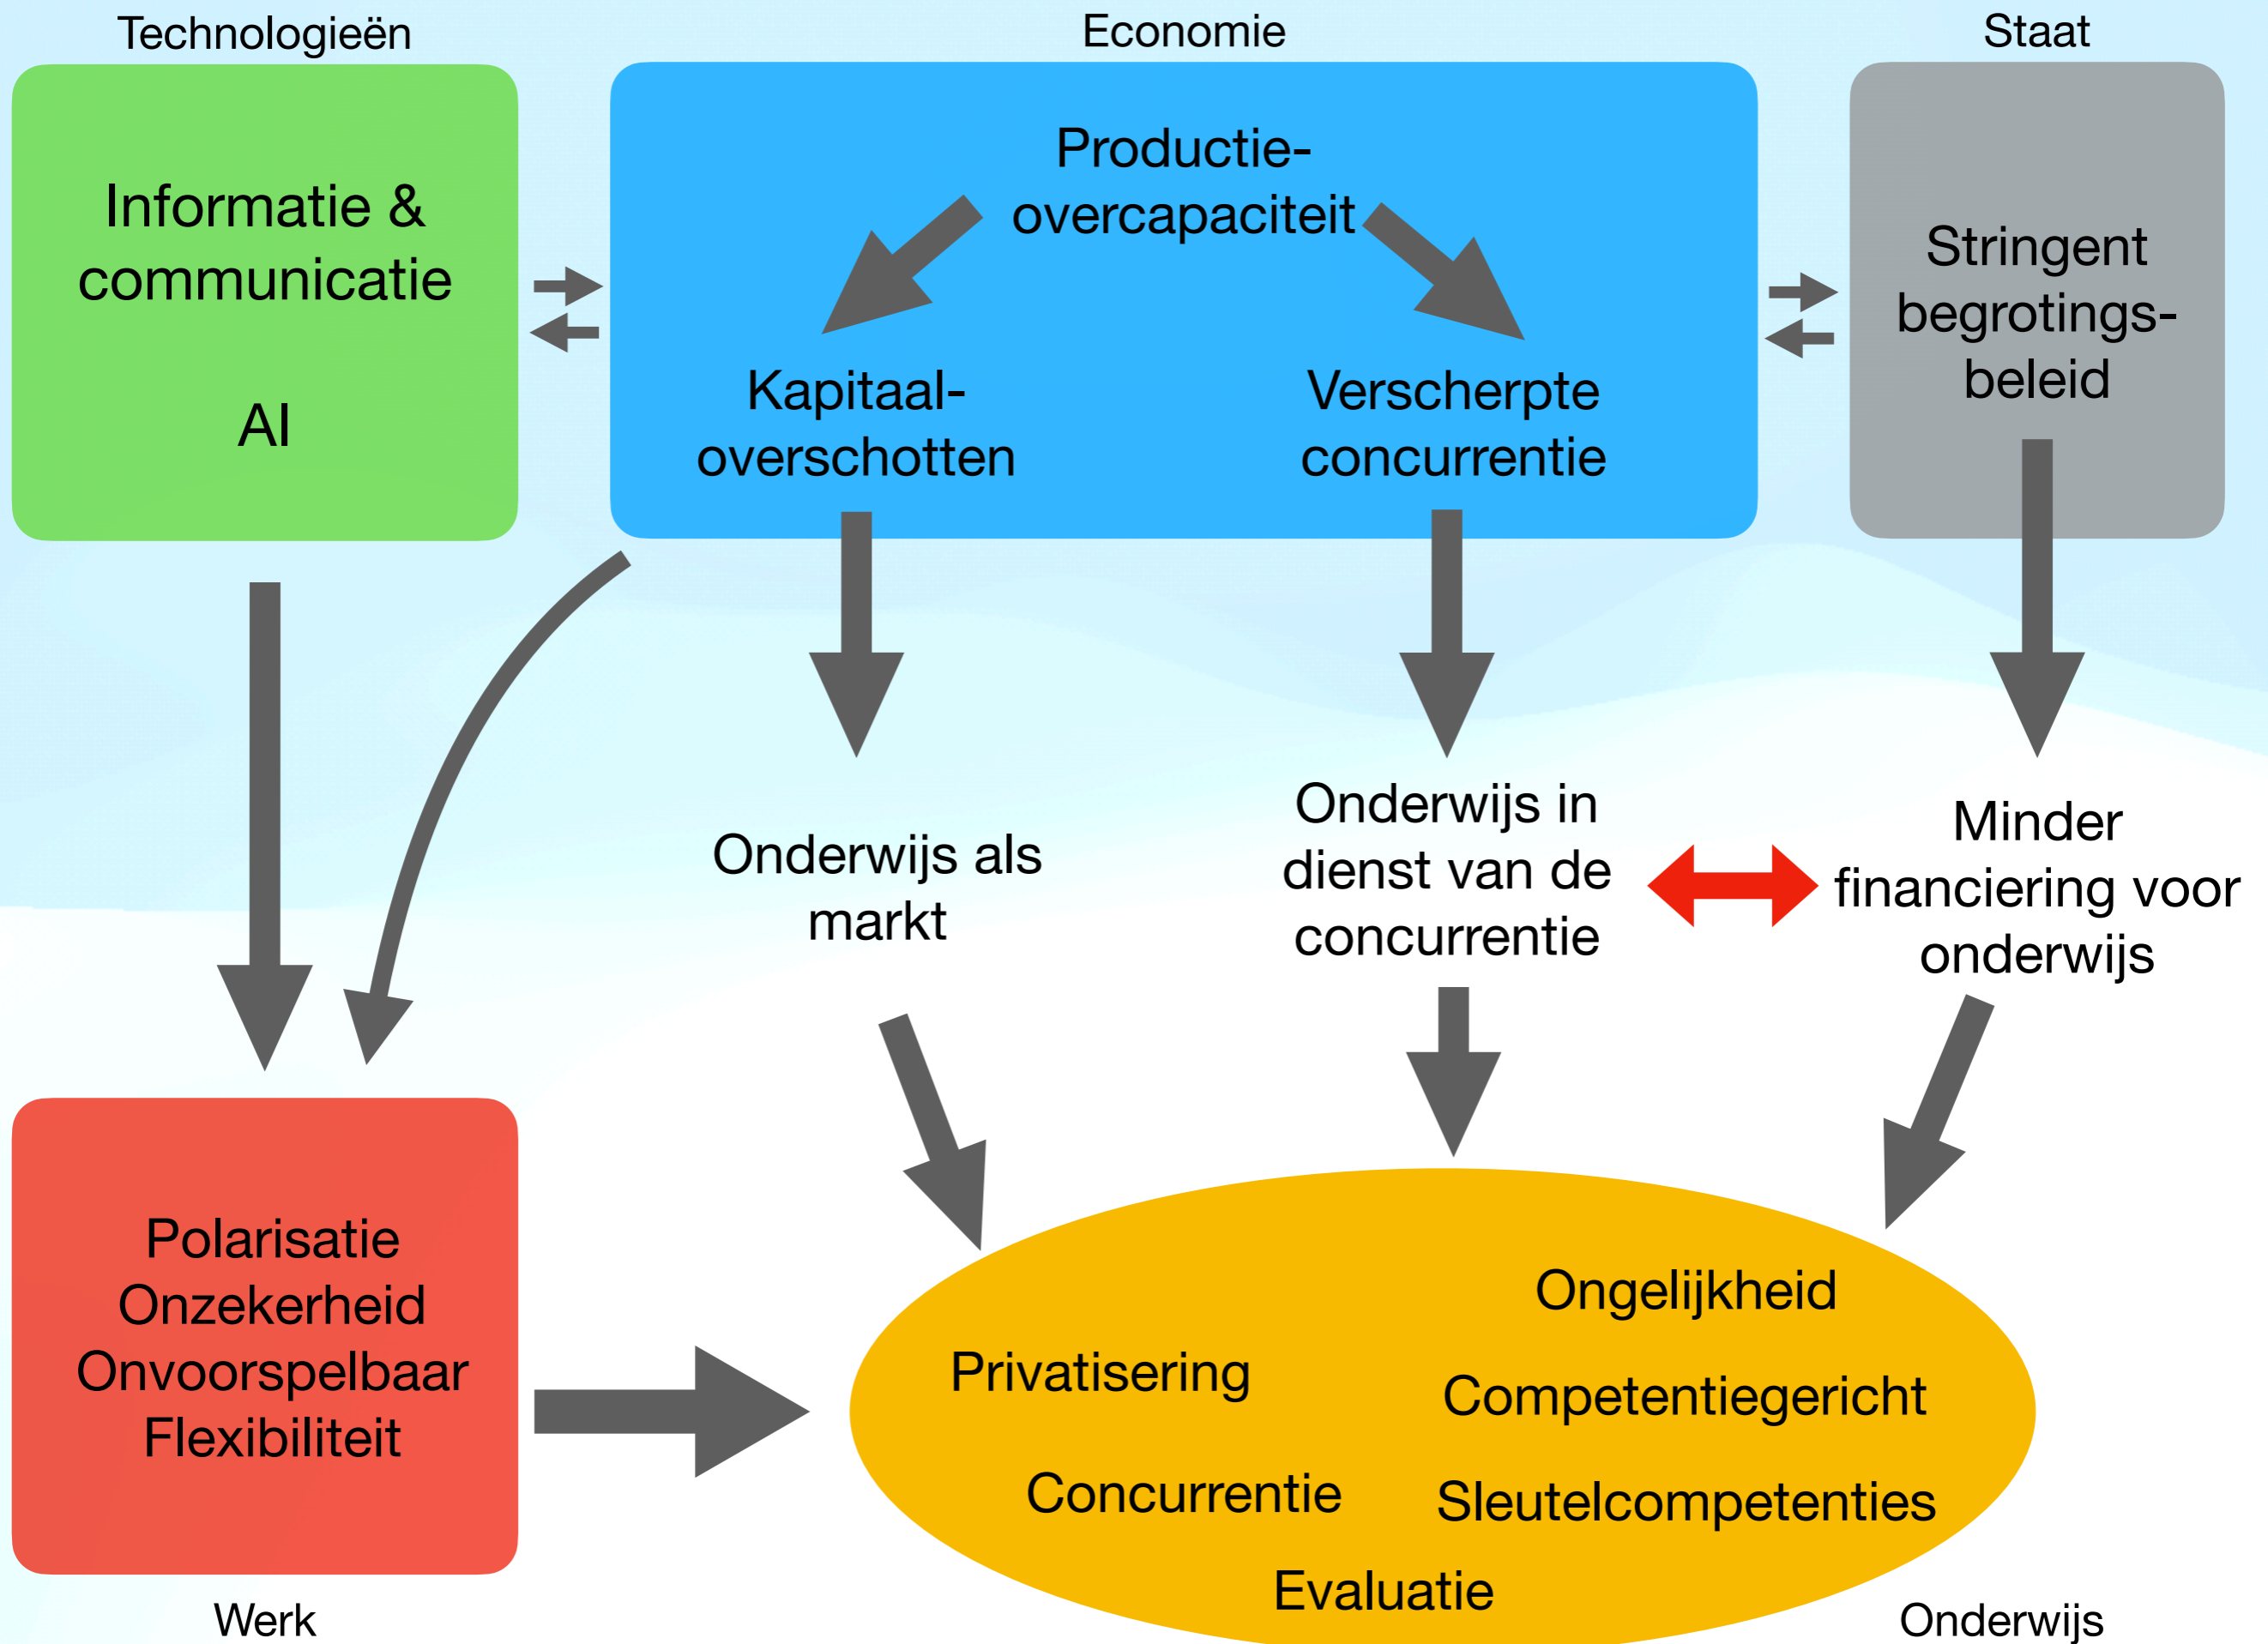 Technologieën
Economie
Staat
Informatie &
communicatie
AI
Productie-
overcapaciteit
Kapitaal-
overschotten
Verscherpte
concurrentie
Stringent
begrotings-
beleid
Onderwijs als
markt
Onderwijs in
dienst van de
concurrentie
Minder
financiering voor
onderwijs
Polarisatie
Onzekerheid
Onvoorspelbaar
Flexibiliteit
Werk
Privatisering
Concurrentie
Evaluatie
Ongelijkheid
Competentiegericht
Sleutelcompetenties
Onderwijs